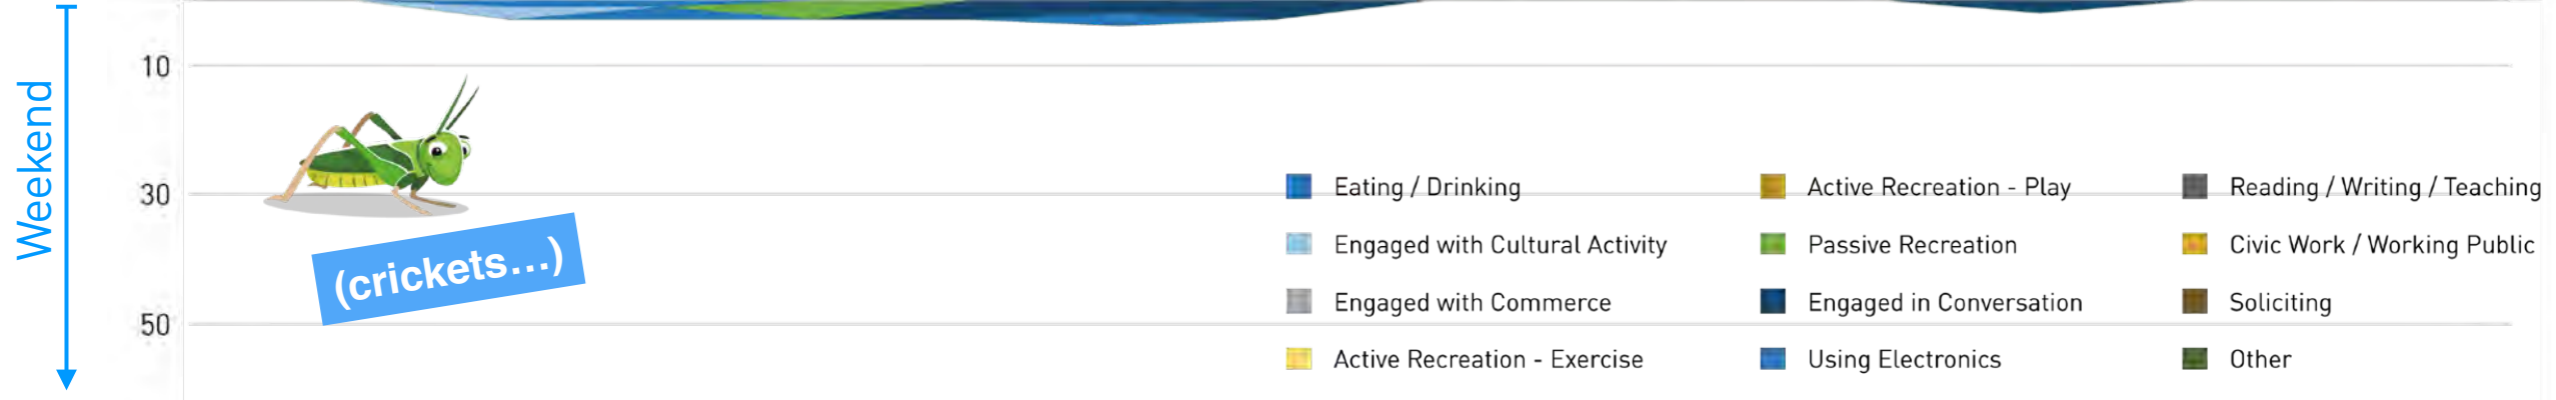 Weekend
10
30
50
(crickets...)
Eating / Drinking
Engaged with Cultural Activity
Engaged with Commerce
Active Recreation - Exercise
Active Recreation - Play
Passive Recreation
Engaged in Conversation
Using Electronics
Reading / Writing / Teaching
Civic Work / Working Public
Soliciting
Other